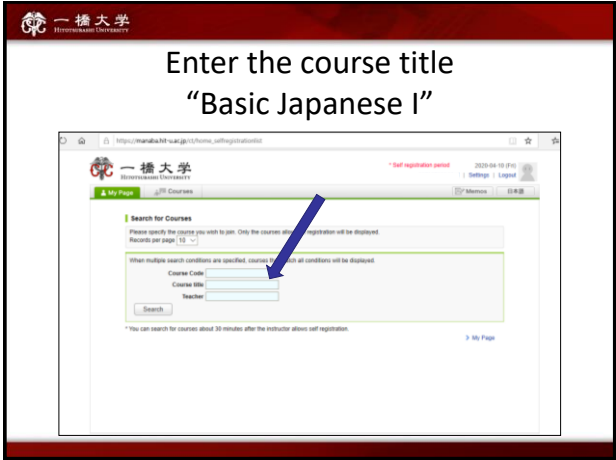 一橋大学
HITOTSUBASHI UNIVERSITY
Enter the course title
“Basic Japanese I”
https://manaba.hit-u.ac.jp/ct/home_selfregistrationlist
一橋大学
HITOTSUBASHI UNIVERSITY
* Self registration period
2020-04-10 (Fri)
| Settings | Logout
My Page
Courses
Memos
日本語
Search for Courses
Please specify the course you wish to join. Only the courses registration will be displayed.
Records per page 10
When multiple search conditions are specified, courses all conditions will be displayed.
Course Code
Course title
Teacher
Search
* You can search for courses about 30 minutes after the instructor allows self registration.
> My Page